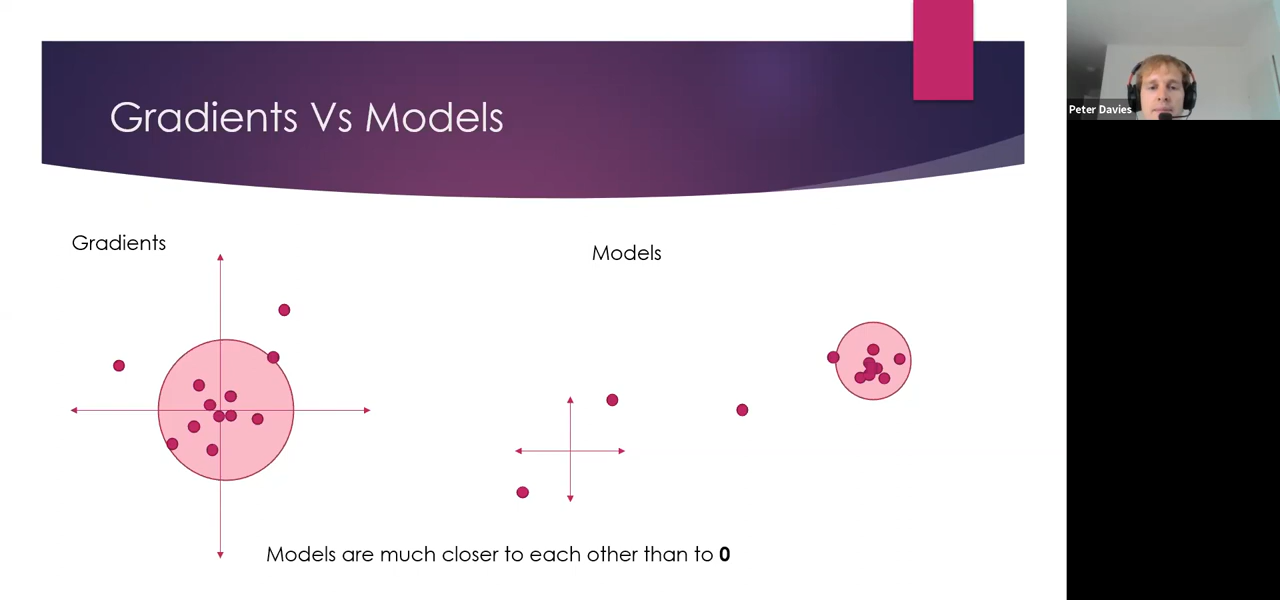 Gradients Vs Models
Peter Davies
Gradients
Models
Models are much closer to each other than to 0